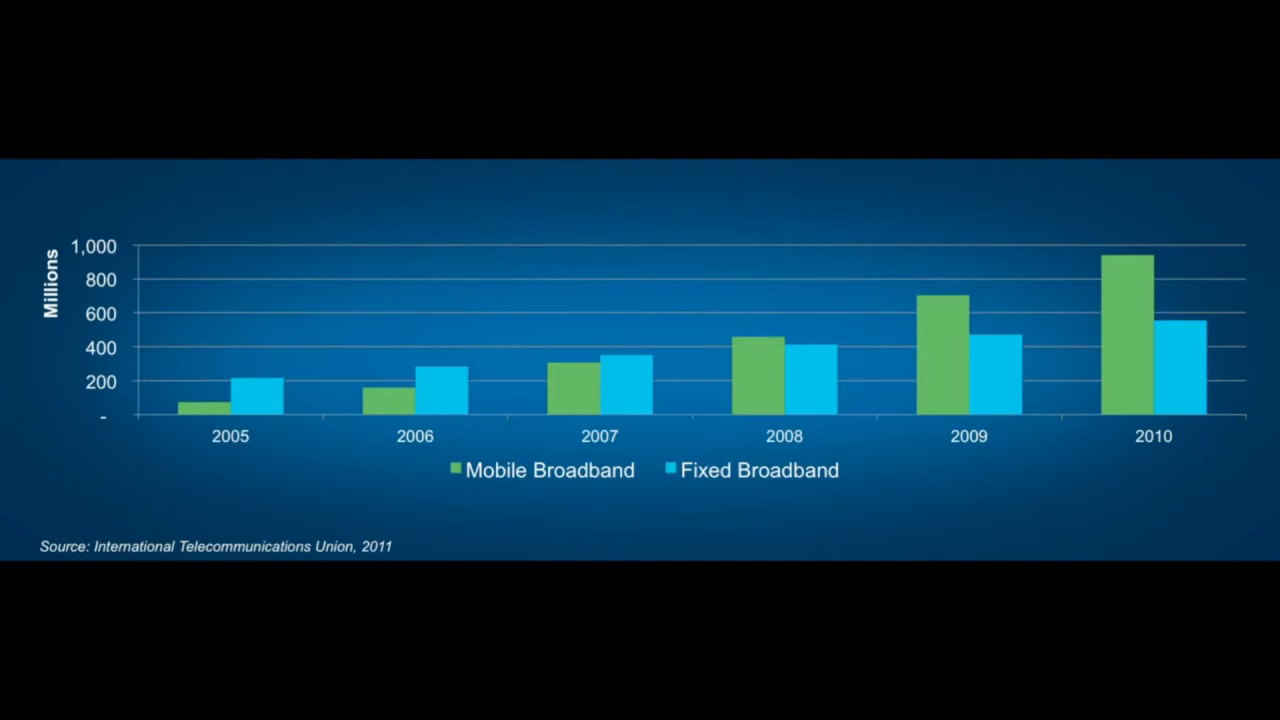 Millions
1,000
800
600
400
200
-
2005 2006 2007 2008 2009 2010
Mobile Broadband Fixed Broadband
Source: International Telecommunications Union, 2011